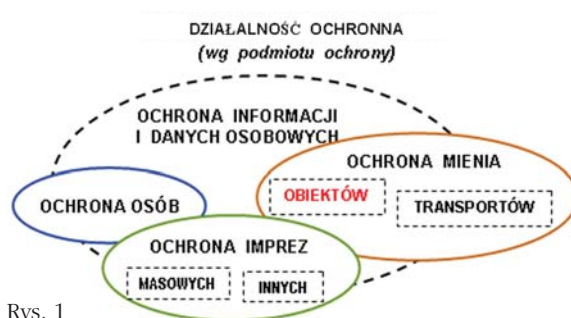 DZIAŁALNOŚĆ OCHRONNA
(wg podmiotu ochrony)
OCHRONA INFORMACJI
I DANYCH OSOBOWYCH
OCHRONA MIENIA
OBIEKTÓW
TRANSPORTÓW
OCHRONA OSÓB
OCHRONA IMPREZ
MASOWYCH
INNYCH
Rys. 1